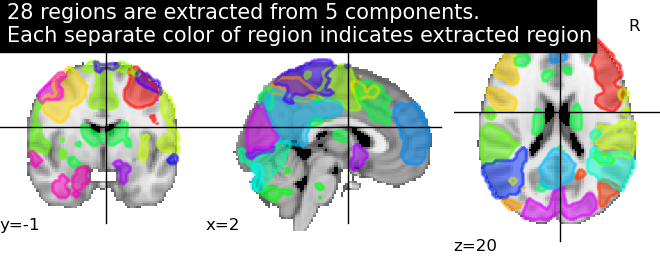 28 regions are extracted from 5 components.
Each separate color of region indicates extracted region
R
y=-1
x=2
z=20